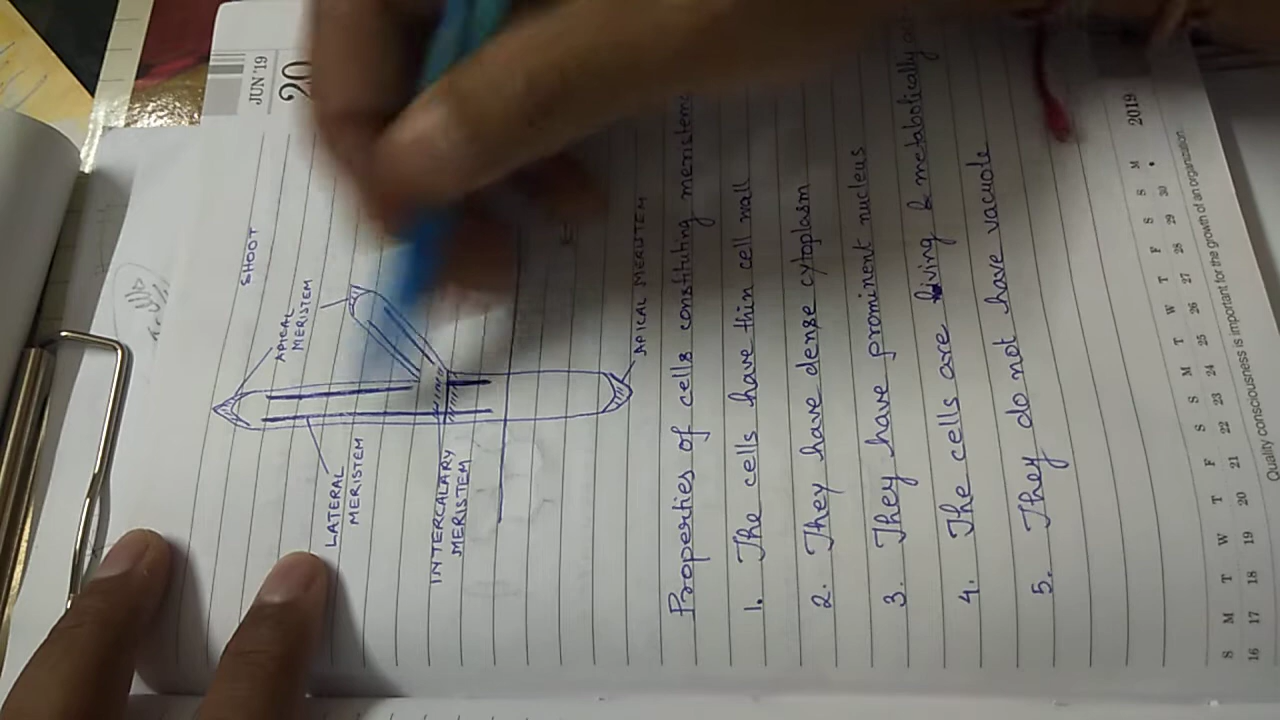 JUN '19
20
SHOOT
APICAL
MERISTEM
LATERAL
MERISTEM
INTERCALARY
MERISTEM
APICAL MERISTEM
Properties of cells constituting
1. The cells have thin cell wall
2. They have dense cytoplasm
3. They have prominent nucleus
4. The cells are living & metabolically
5. They do not have vacuole
S M T W T F S S M T W T F S S M 2019
16 17 18 19 20 21 22 23 24 25 26 27 28 29 30 •
Quality consciousness is important for the growth of an organization.